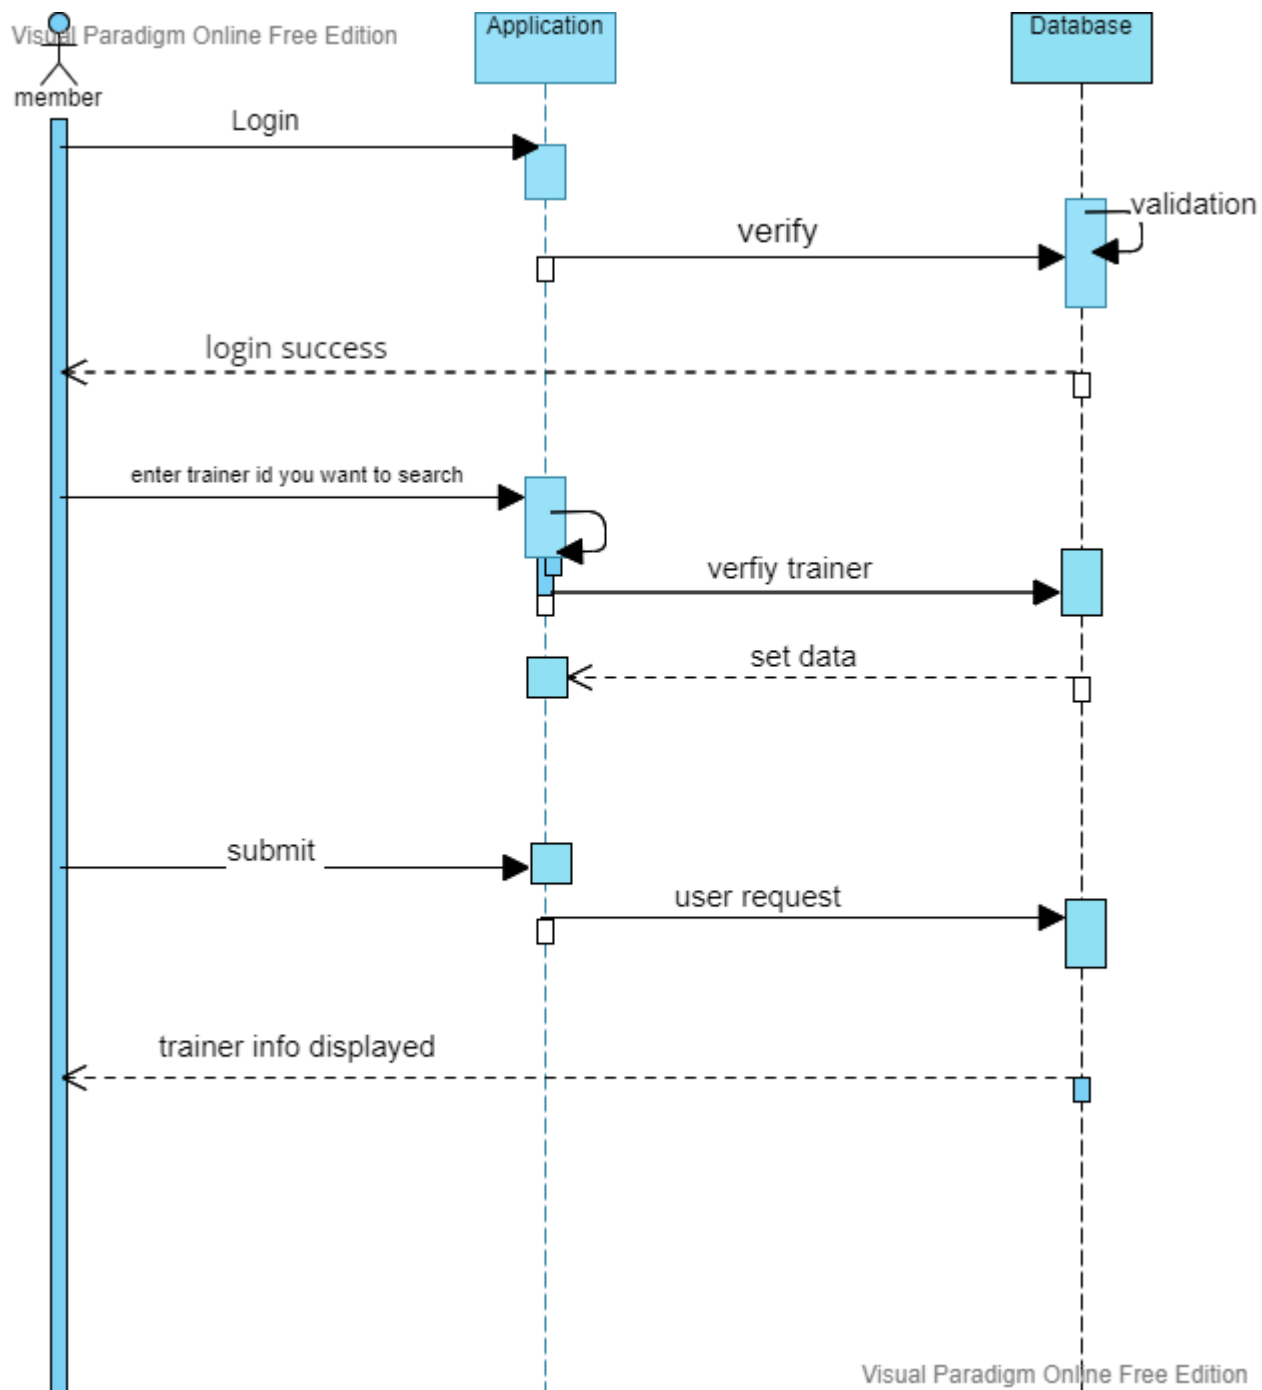 Visual Paradigm Online Free Edition
member
Application
Database
Login
validation
verify
login success
enter trainer id you want to search
verfiy trainer
set data
submit
user request
trainer info displayed
Visual Paradigm Online Free Edition